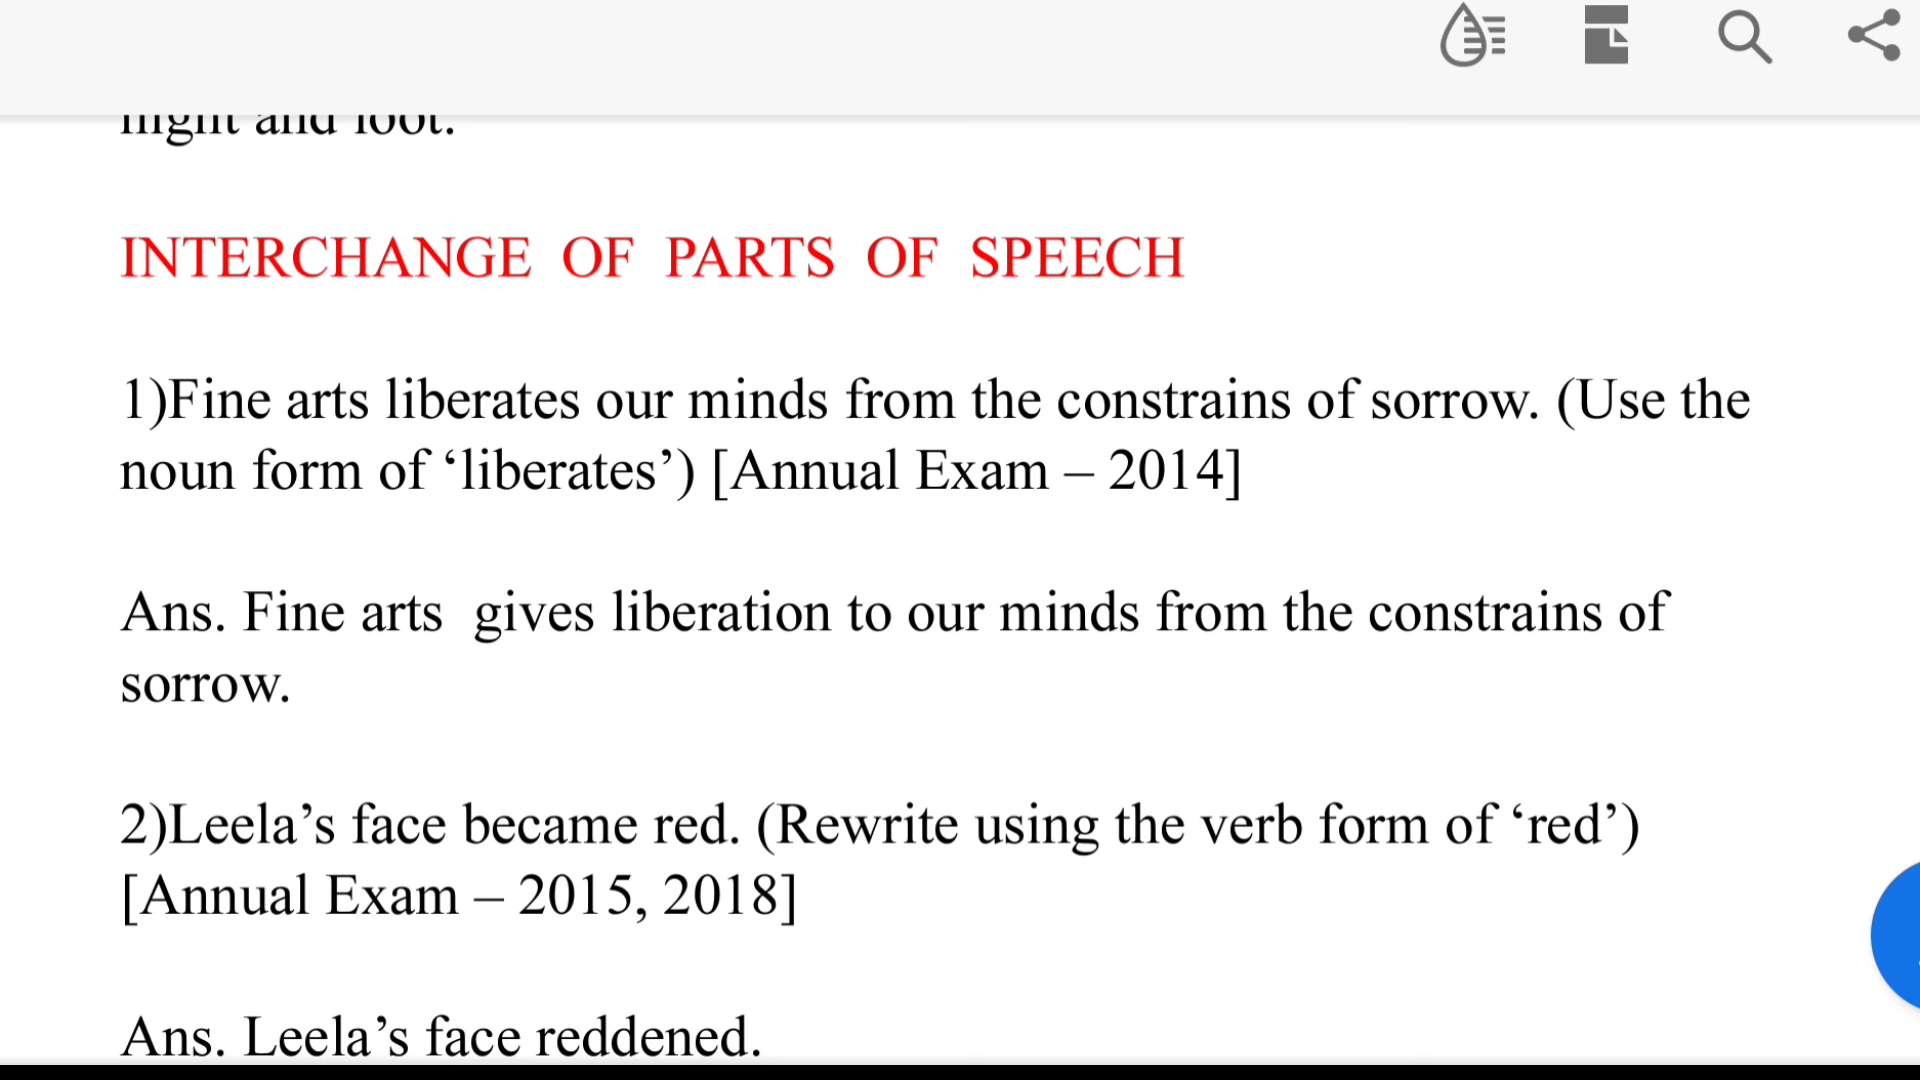 night and foot.
INTERCHANGE OF PARTS OF SPEECH
1)Fine arts liberates our minds from the constrains of sorrow. (Use the
noun form of ‘liberates’) [Annual Exam – 2014]
Ans. Fine arts gives liberation to our minds from the constrains of
sorrow.
2)Leela’s face became red. (Rewrite using the verb form of ‘red’)
[Annual Exam – 2015, 2018]
Ans. Leela’s face reddened.